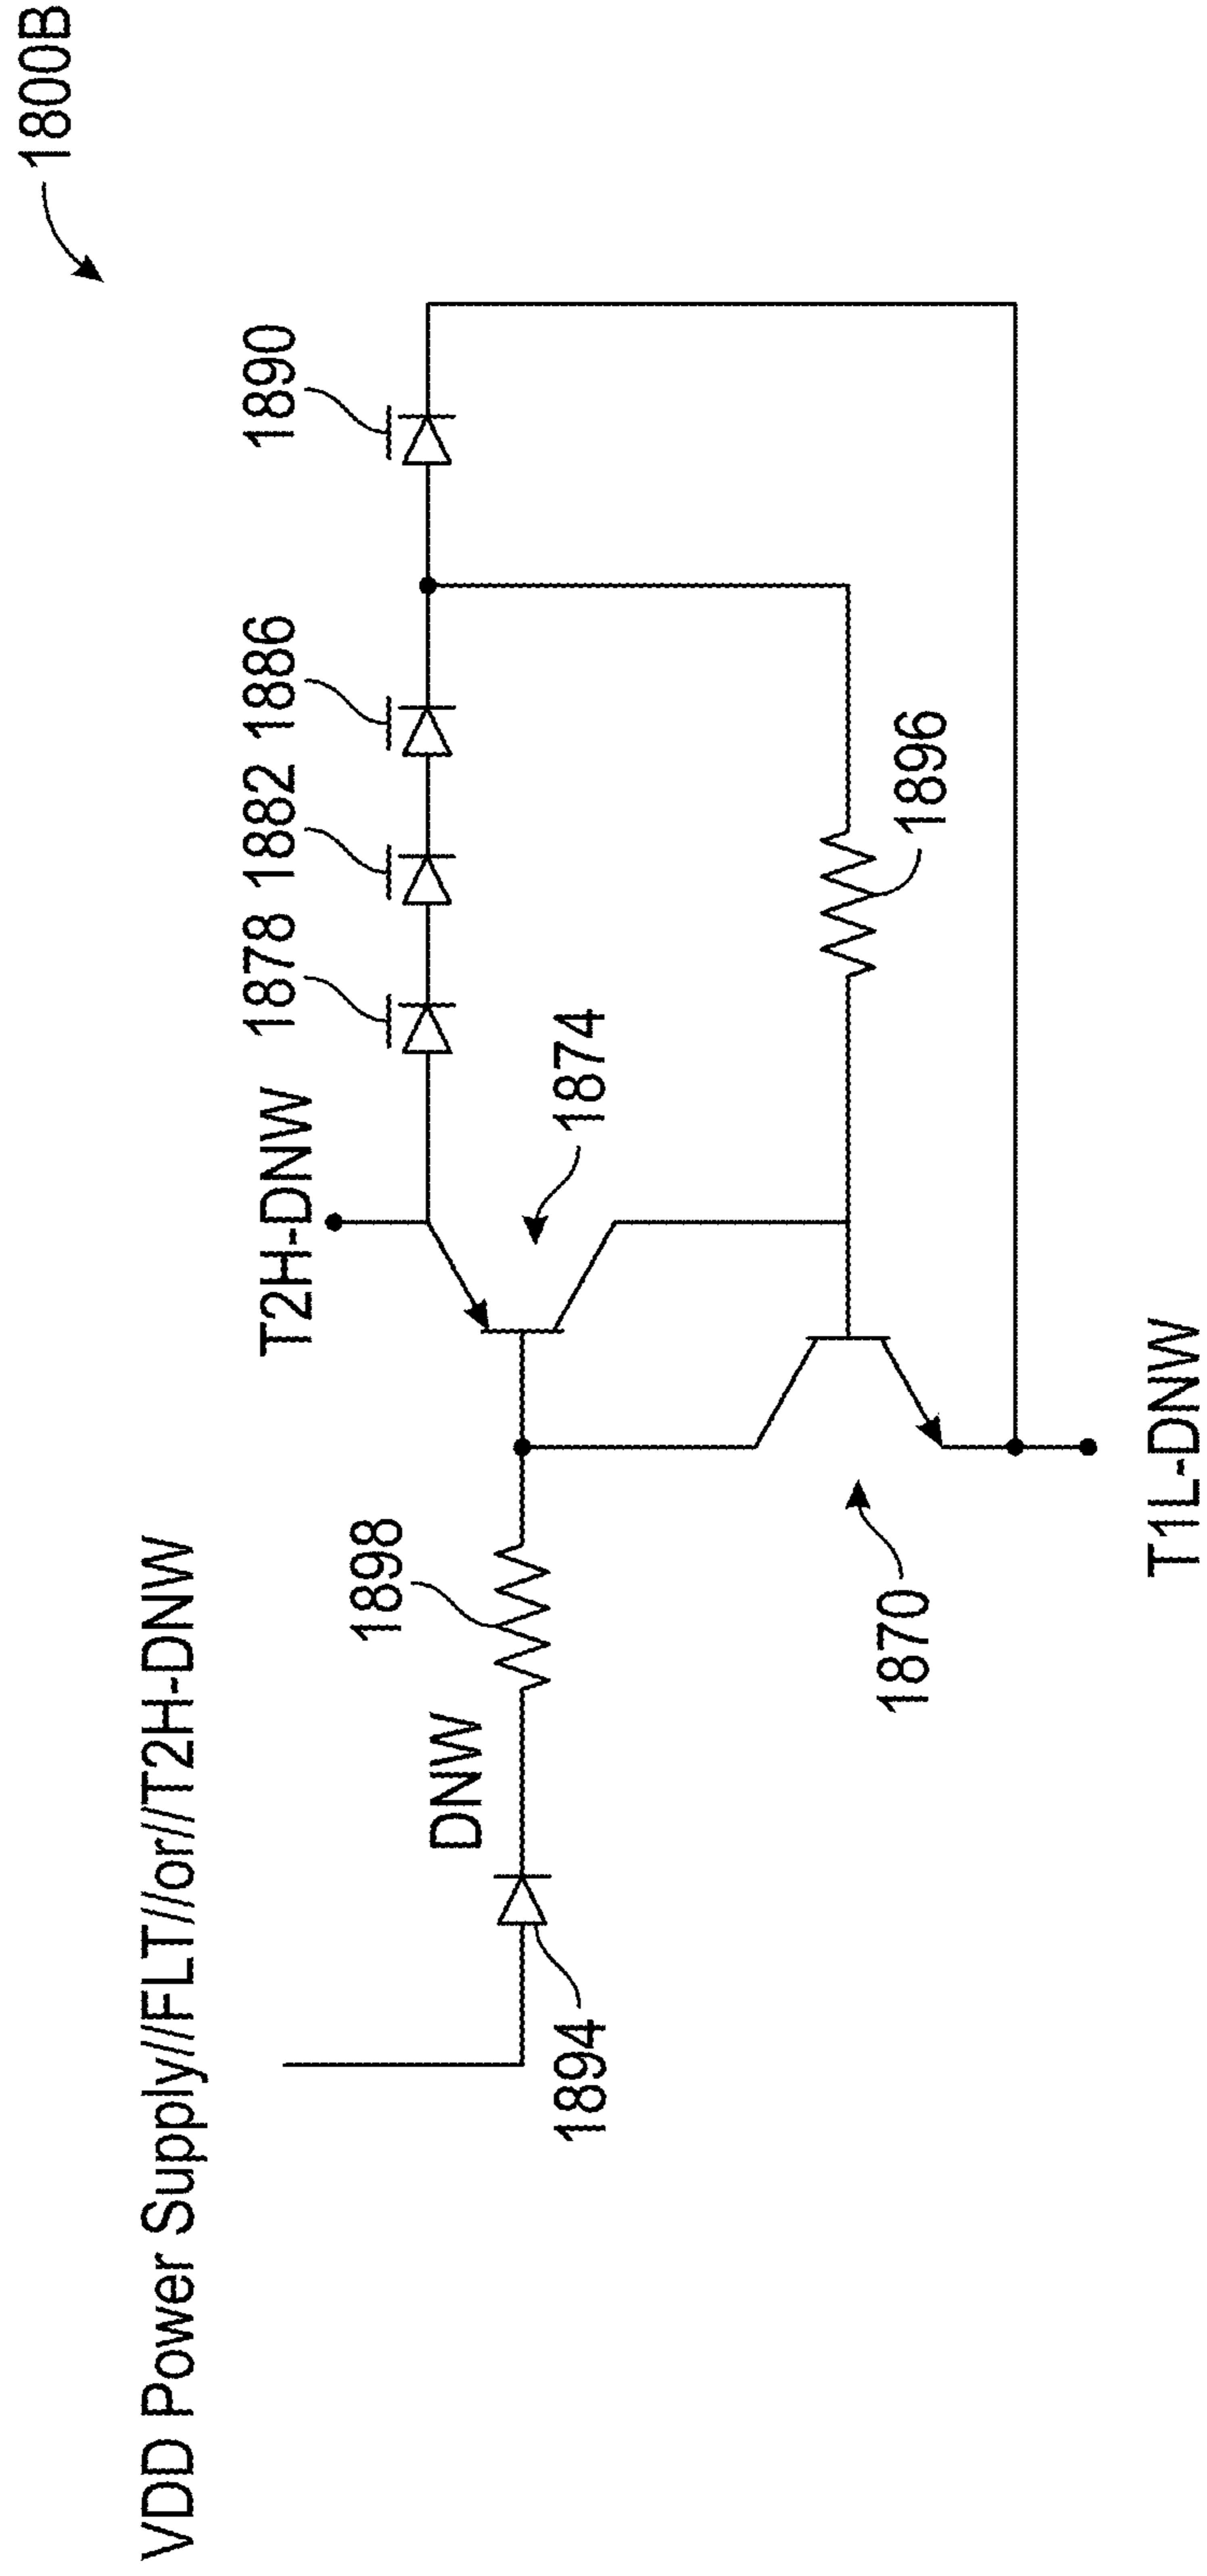 1800B
VDD Power Supply//FLT//or//T2H-DNW
T2H-DNW
1878
1882
1886
1890
1898
DNW
1874
1894
1896
1870
T1L-DNW